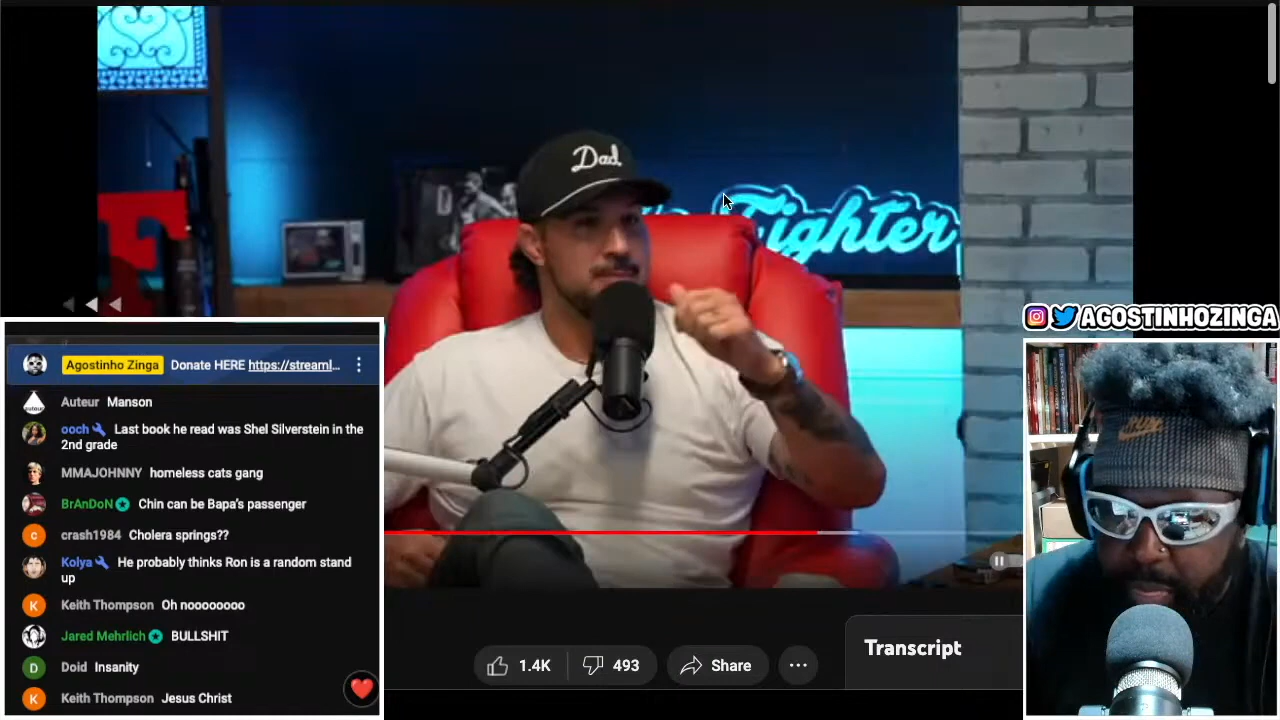 Dad
Fighter
AGOSTINHOZINGA
Agostinho Zinga Donate HERE https://streaml...
Auteur Manson
ooch Last book he read was Shel Silverstein in the
2nd grade
MMAJOHNNY homeless cats gang
BrAnDoN Chin can be Bapa's passenger
crash1984 Cholera springs??
Kolya He probably thinks Ron is a random stand
up
Keith Thompson Oh noooooooo
Jared Mehrlich BULLSHIT
Doid Insanity
Keith Thompson Jesus Christ
1.4K
493
Share
Transcript